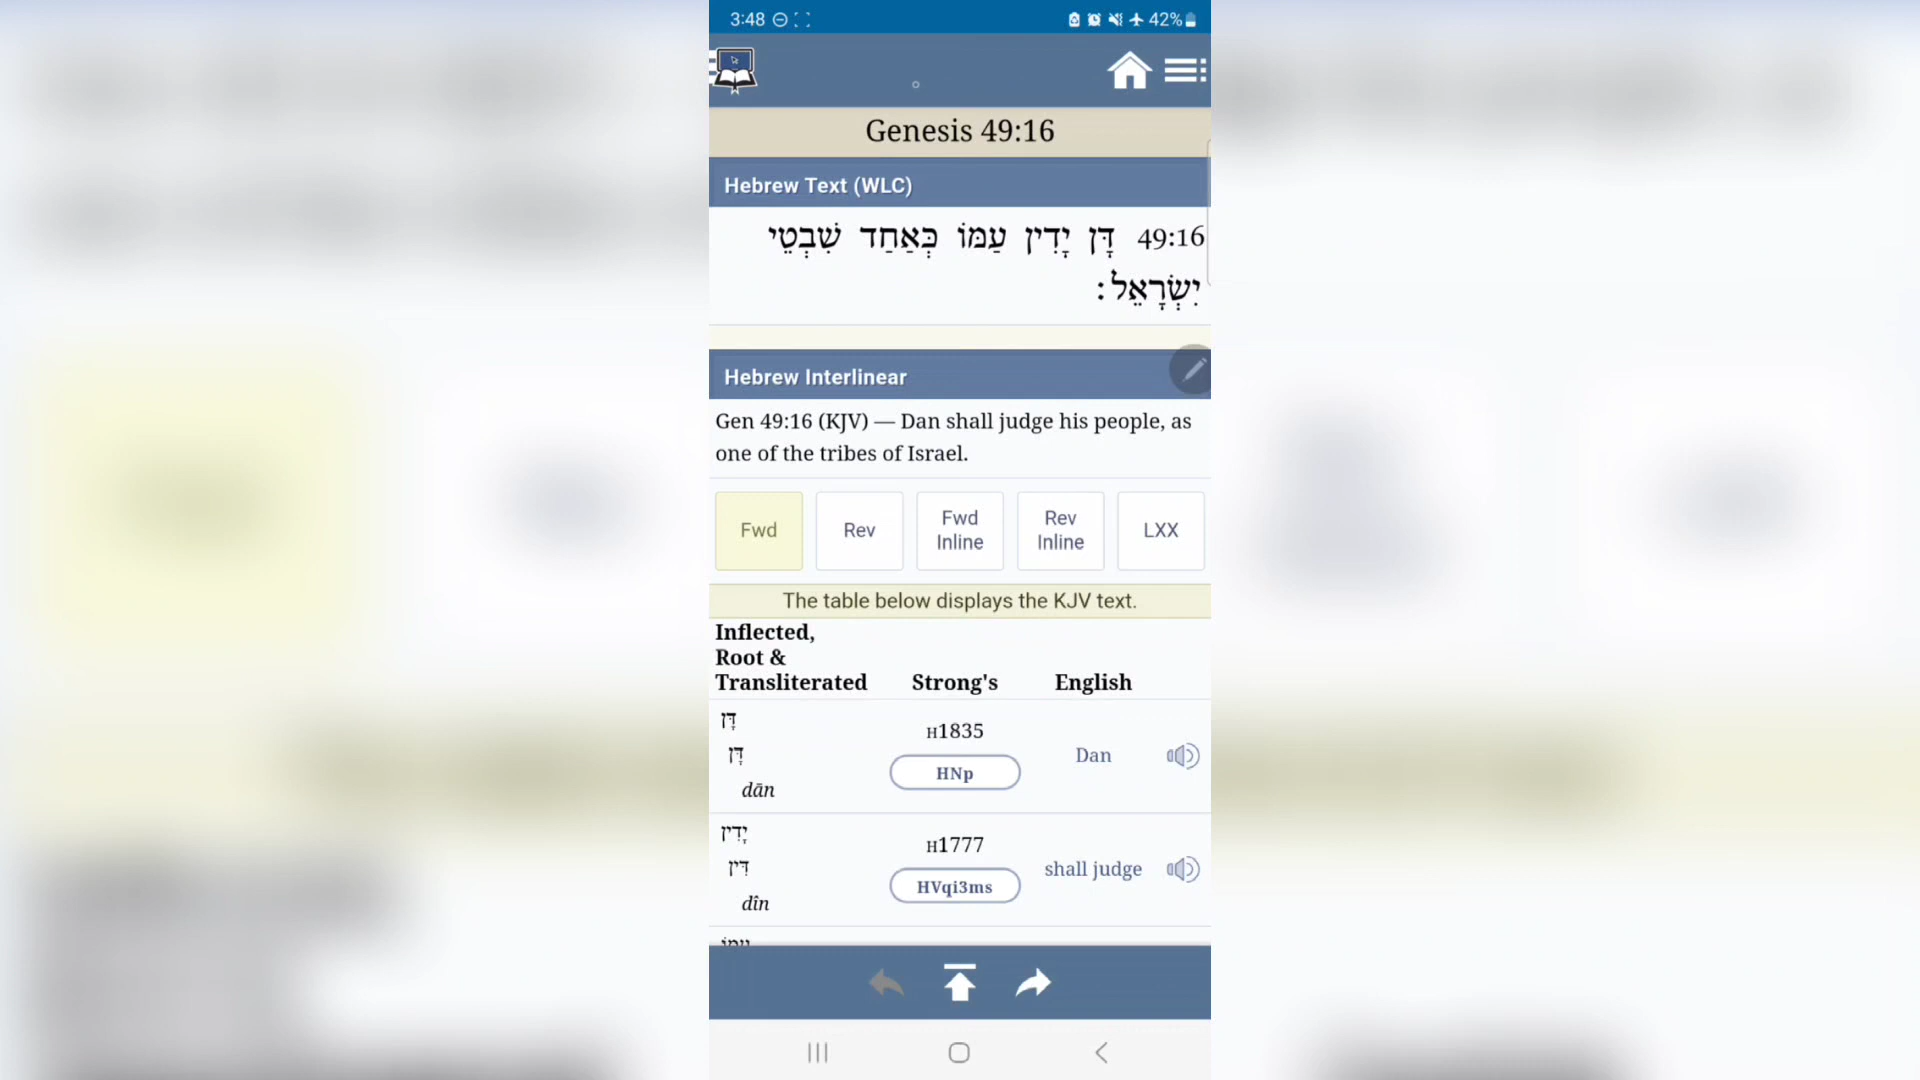 3:48
42%
Genesis 49:16
Hebrew Text (WLC)
49:16 דָּן יָדִין עַמּוֹ כְּאַחַד שִׁבְטֵי
יִשְׂרָאֵל׃
Hebrew Interlinear
Gen 49:16 (KJV) — Dan shall judge his people, as
one of the tribes of Israel.
Fwd
Rev
Fwd
Inline
Rev
Inline
LXX
The table below displays the KJV text.
Inflected,
Root &
Transliterated
Strong's
English
דָּן
דָּן
dān
H1835
HNp
Dan
יָדִין
דִּין
dîn
H1777
HVqi3ms
shall judge